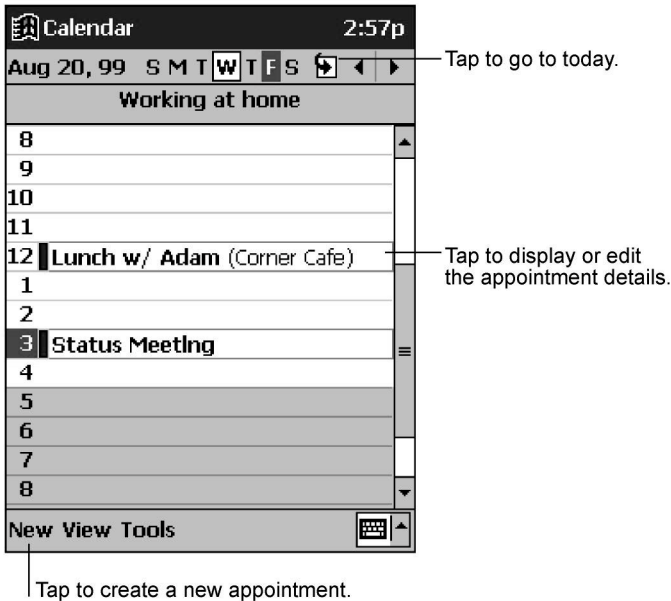 Calendar 2:57p
Aug 20, 99 S M T W T F S
Tap to go to today.
Working at home
8
9
10
11
12 Lunch w/ Adam (Corner Cafe)
Tap to display or edit
the appointment details.
1
2
3 Status Meeting
4
5
6
7
8
New View Tools
Tap to create a new appointment.